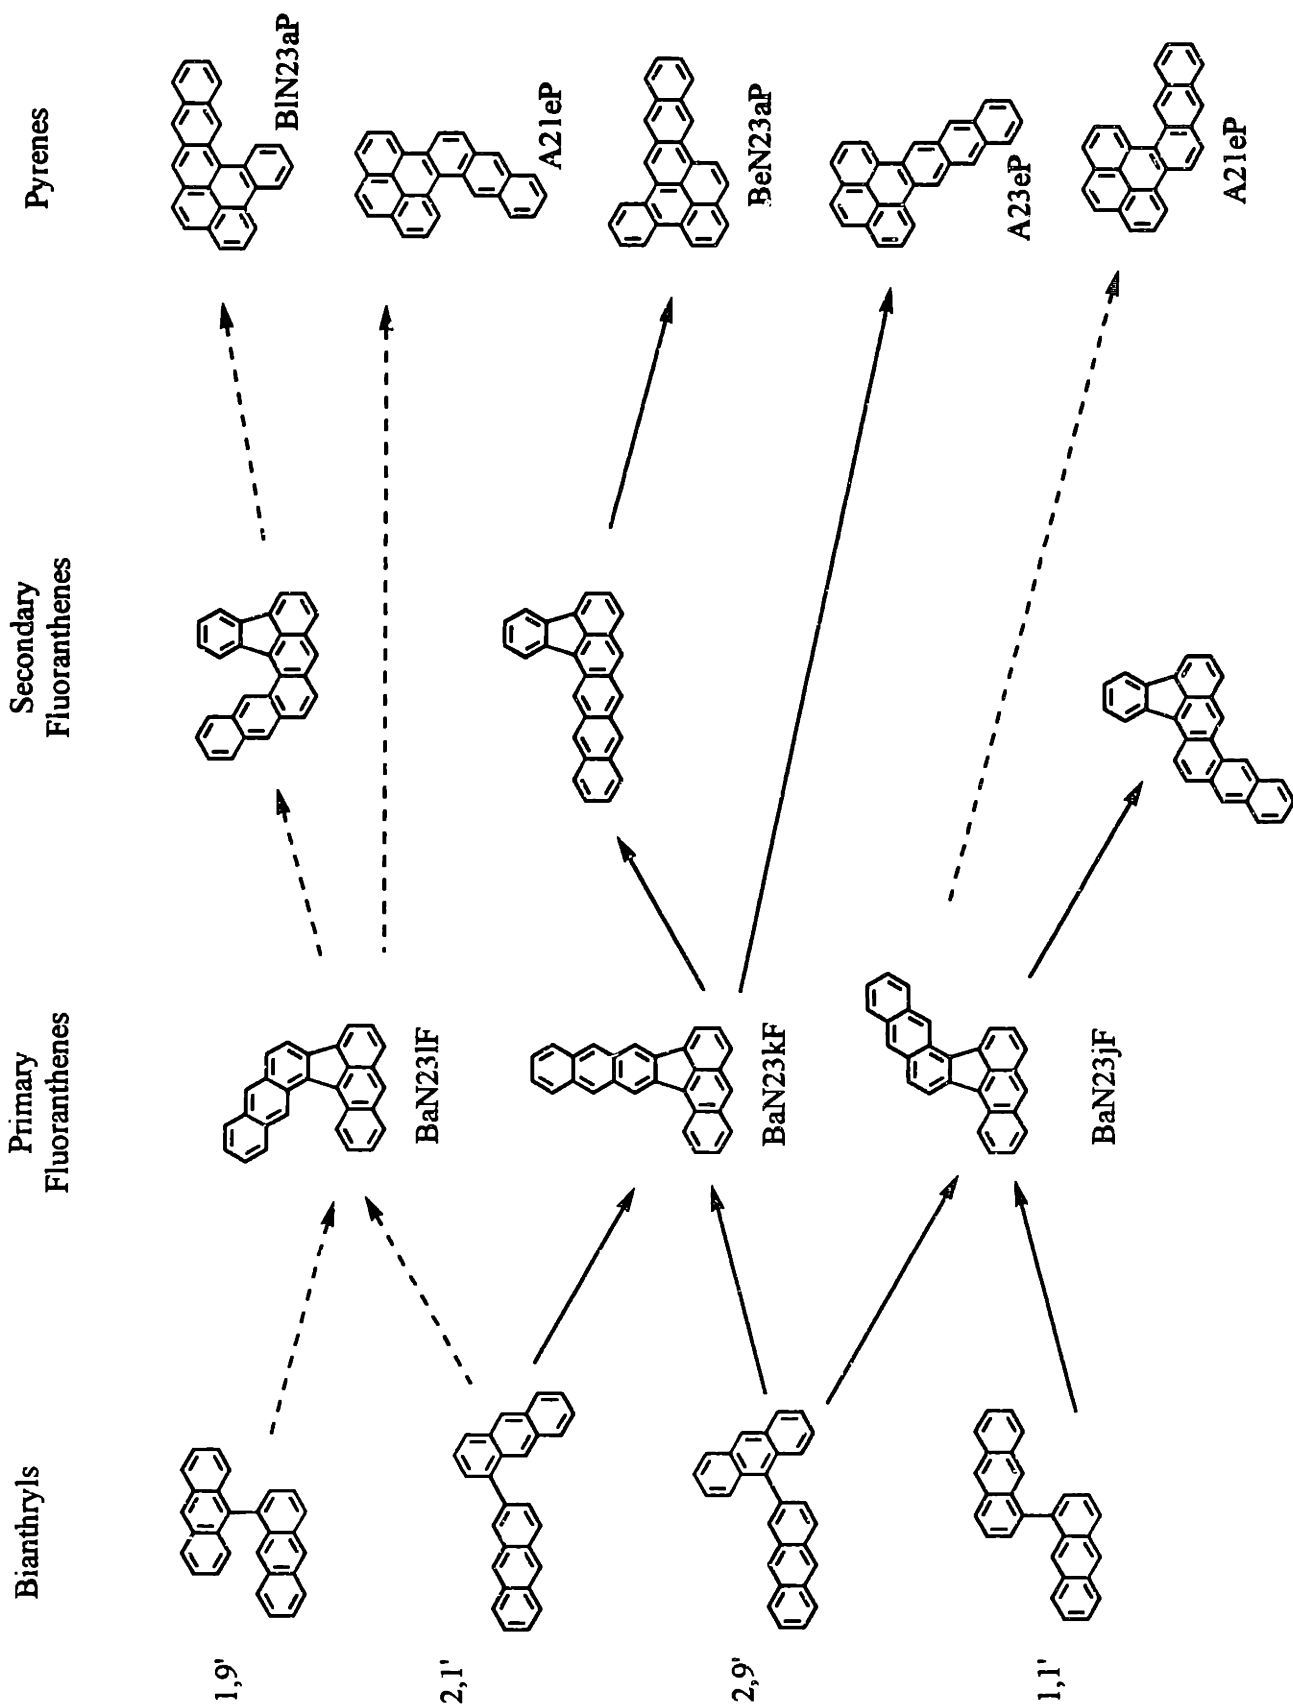 Bianthryls
Primary
Fluoranthenes
Secondary
Fluoranthenes
Pyrenes
1,9'
2,1'
2,9'
1,1'
BaN23lF
BaN23kF
BaN23jF
BlN23aP
A21eP
BeN23aP
A23eP
A21eP